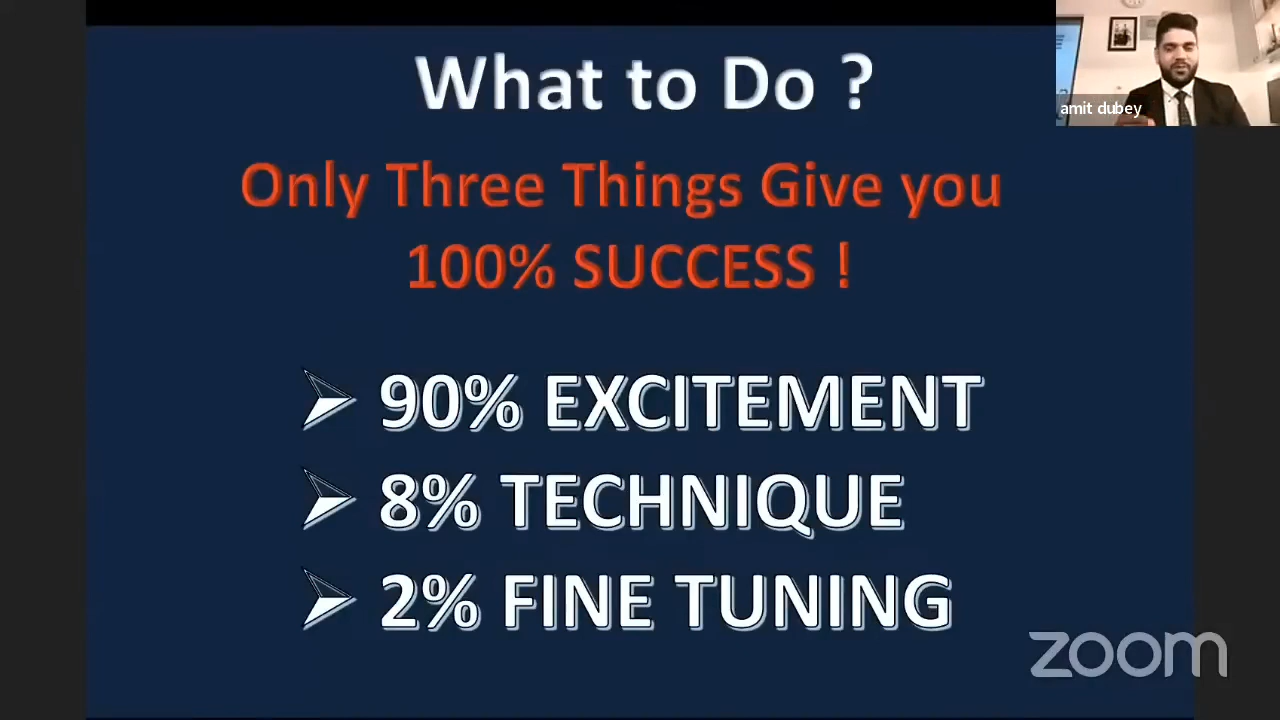 What to Do ?
amit dubey
Only Three Things Give you
100% SUCCESS !
90% EXCITEMENT
8% TECHNIQUE
2% FINE TUNING
zoom